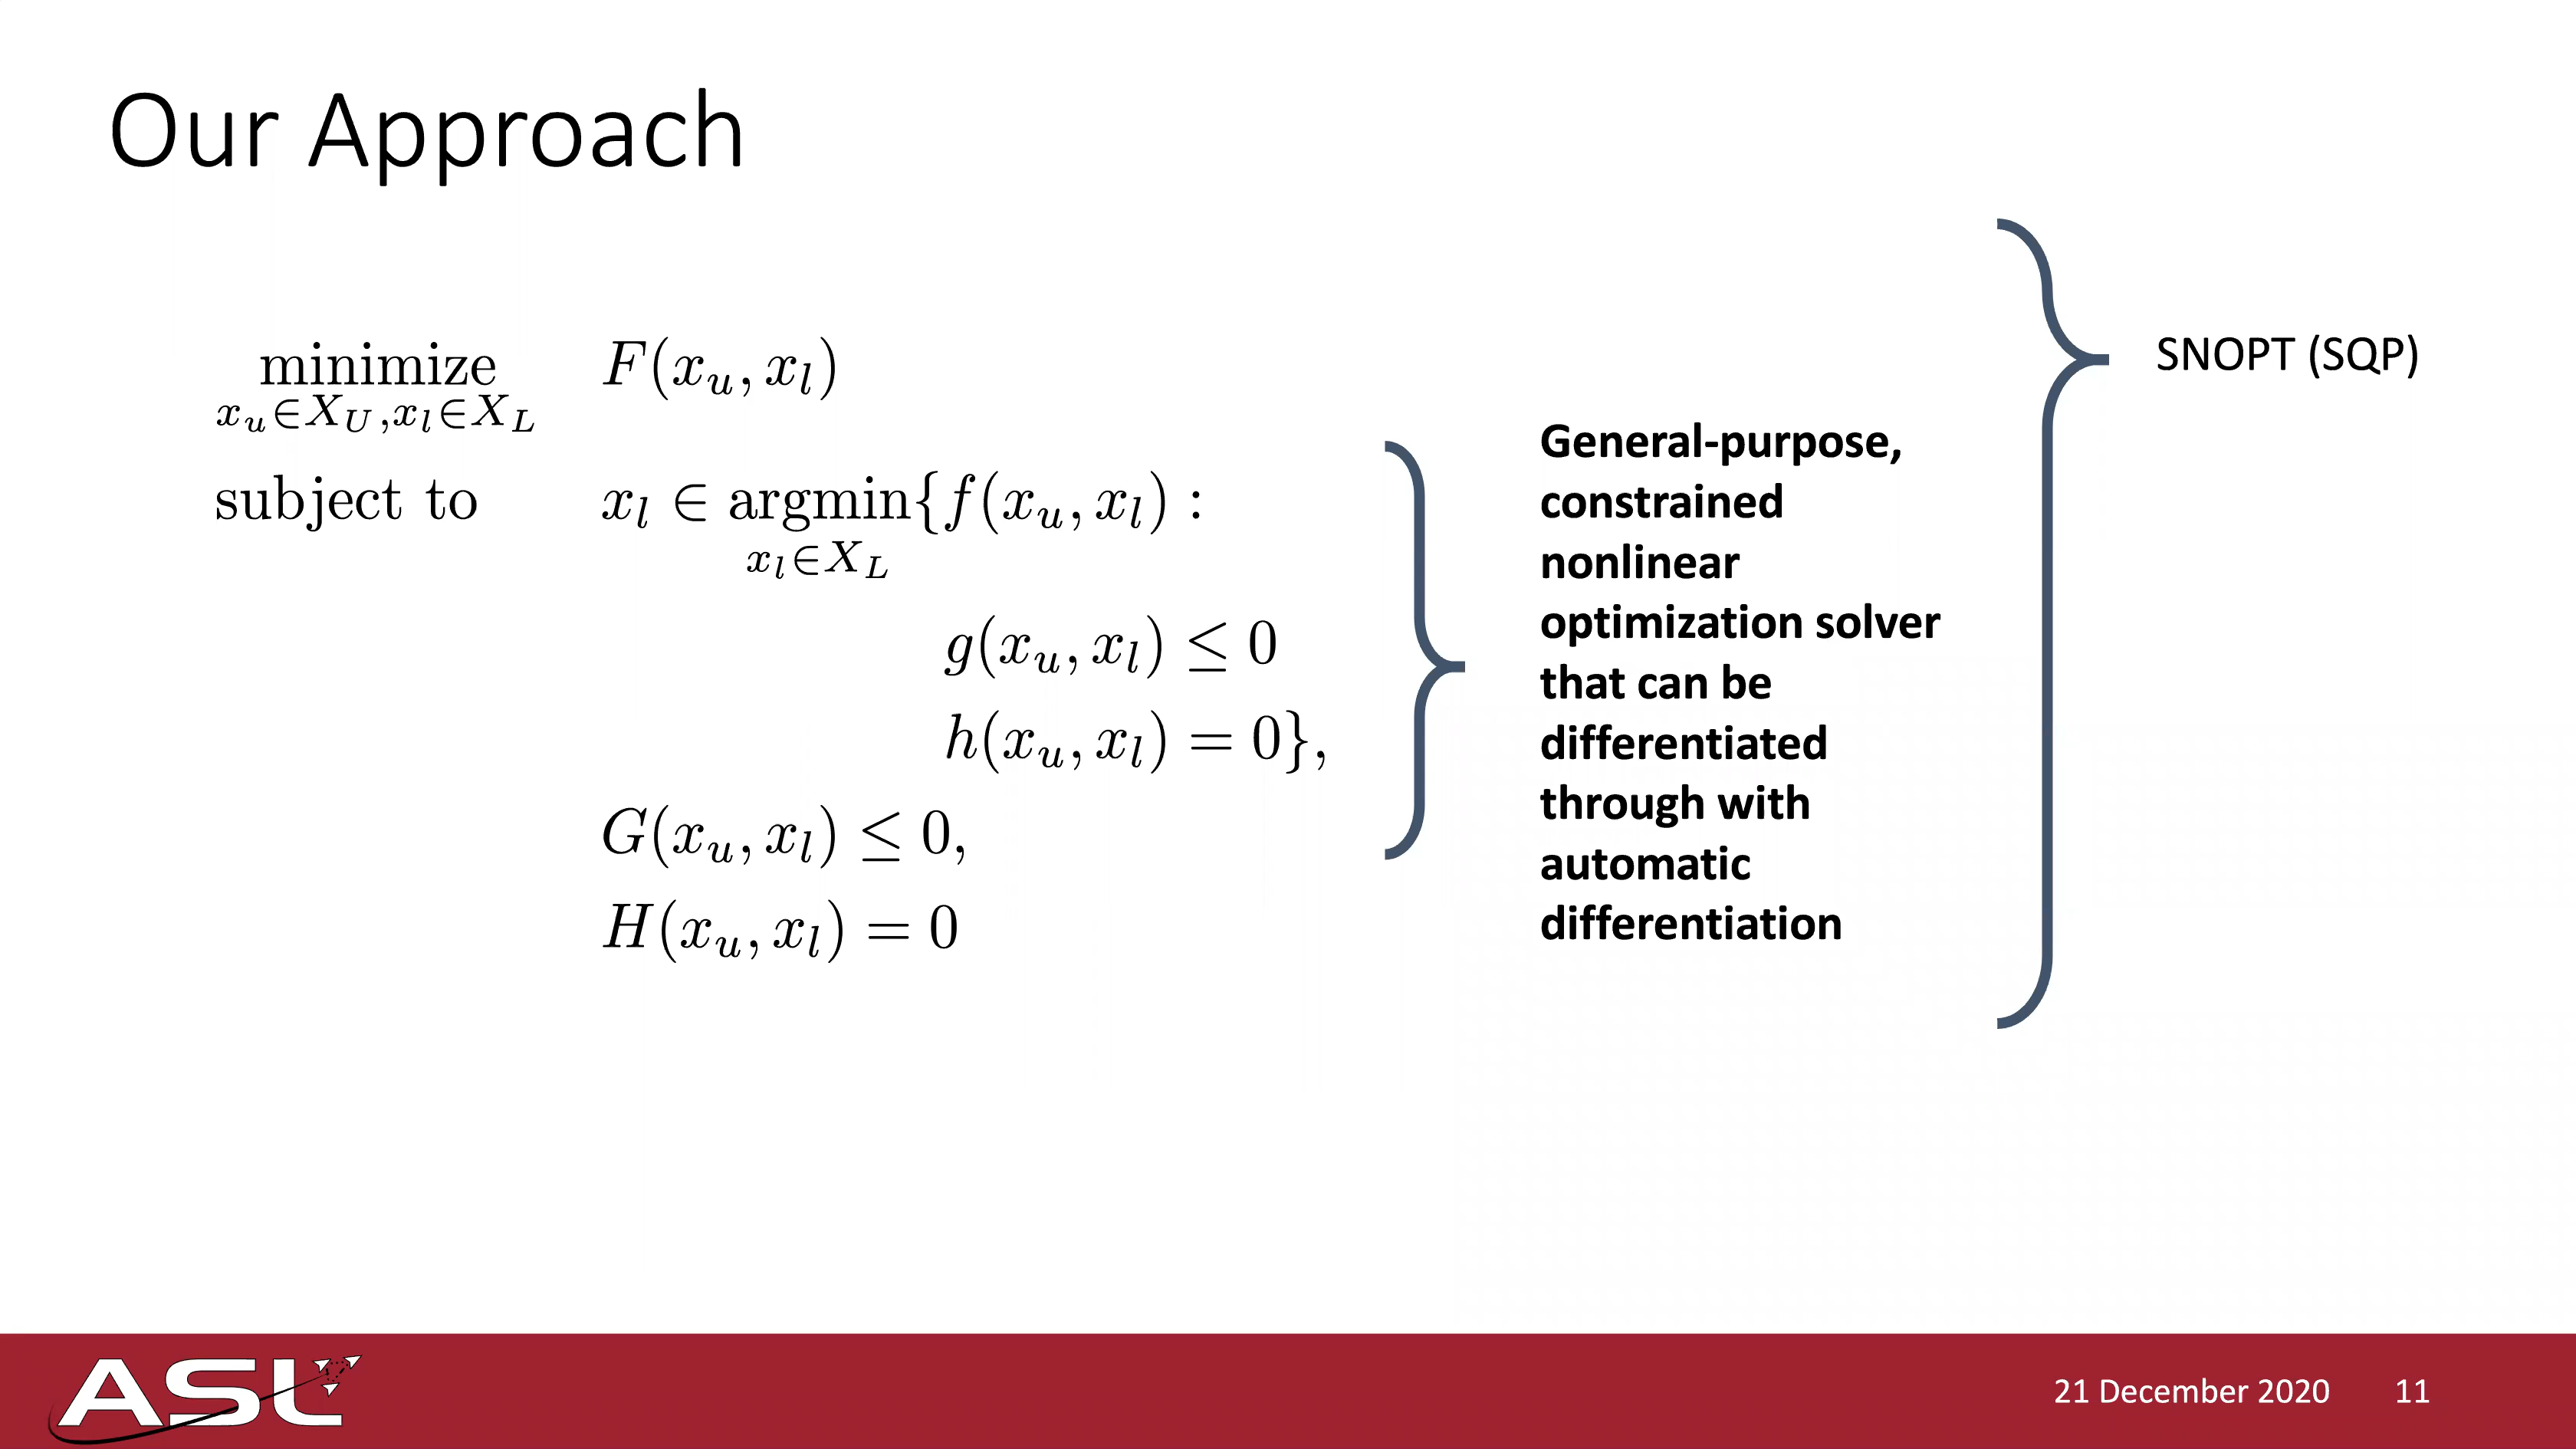 Our Approach
minimize F(x_u, x_l)
x_u∈X_U, x_l∈X_L
subject to x_l ∈ argmin{f(x_u, x_l) :
x_l∈X_L
g(x_u, x_l) ≤ 0
h(x_u, x_l) = 0},
G(x_u, x_l) ≤ 0,
H(x_u, x_l) = 0
General-purpose,
constrained
nonlinear
optimization solver
that can be
differentiated
through with
automatic
differentiation
SNOPT (SQP)
ASL
21 December 2020 11